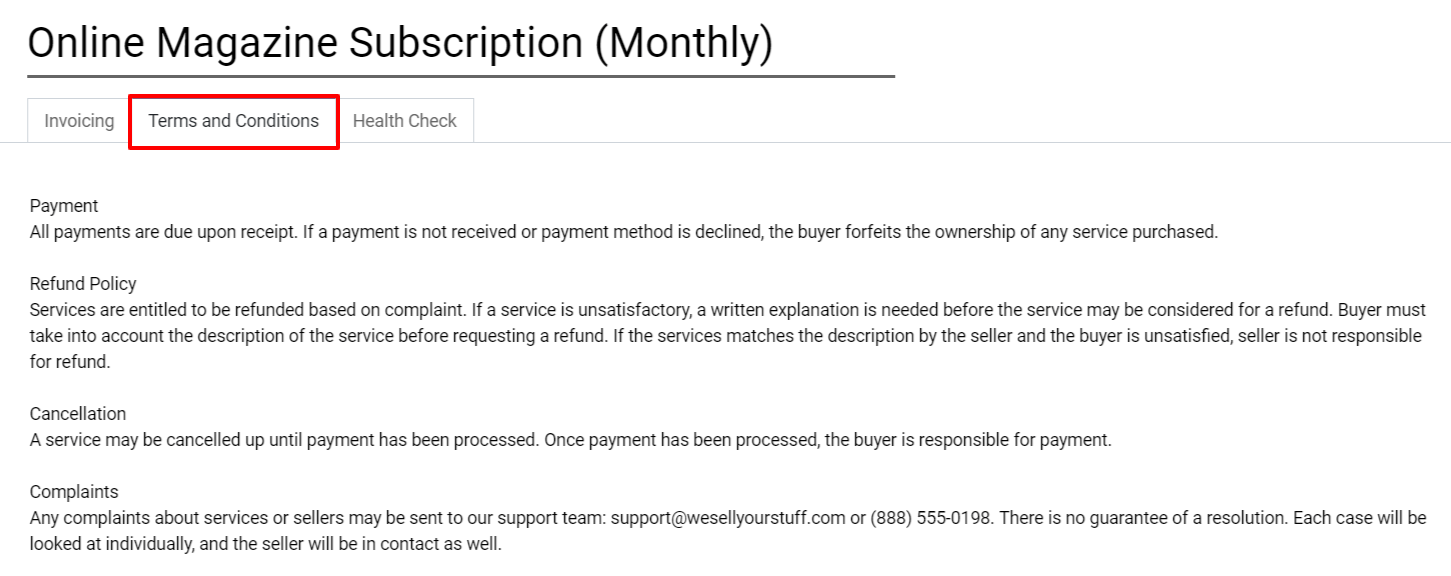 Online Magazine Subscription (Monthly)
Invoicing
Terms and Conditions
Health Check
Payment
All payments are due upon receipt. If a payment is not received or payment method is declined, the buyer forfeits the ownership of any service purchased.
Refund Policy
Services are entitled to be refunded based on complaint. If a service is unsatisfactory, a written explanation is needed before the service may be considered for a refund. Buyer must
take into account the description of the service before requesting a refund. If the services matches the description by the seller and the buyer is unsatisfied, seller is not responsible
for refund.
Cancellation
A service may be cancelled up until payment has been processed. Once payment has been processed, the buyer is responsible for payment.
Complaints
Any complaints about services or sellers may be sent to our support team: support@wesellyourstuff.com or (888) 555-0198. There is no guarantee of a resolution. Each case will be
looked at individually, and the seller will be in contact as well.